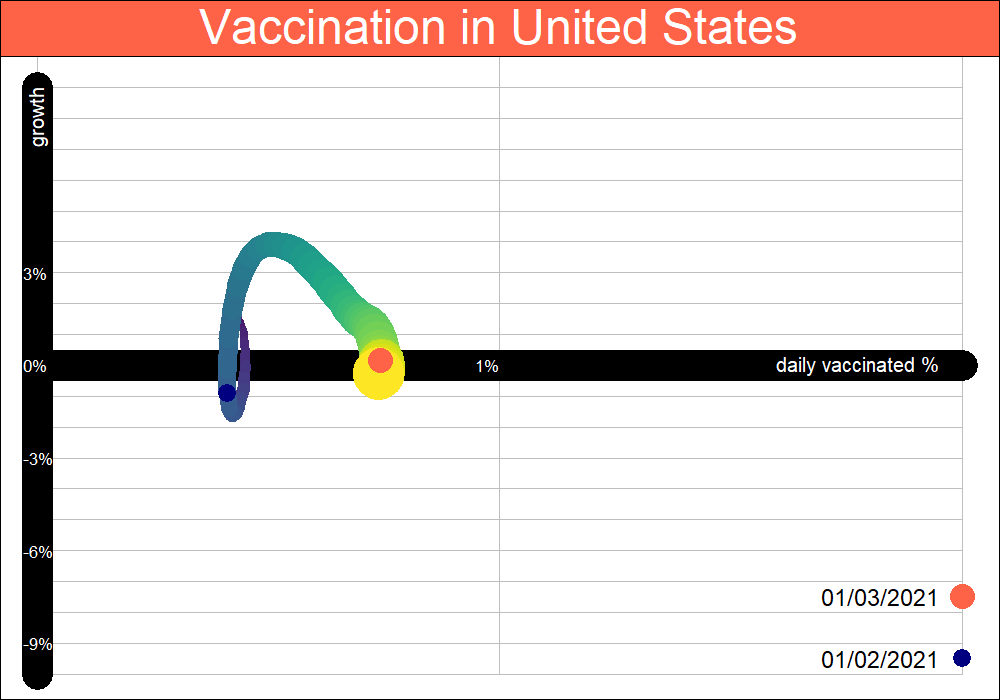 Vaccination in United States
growth
3%
0%
1%
daily vaccinated %
-3%
-6%
01/03/2021
-9%
01/02/2021